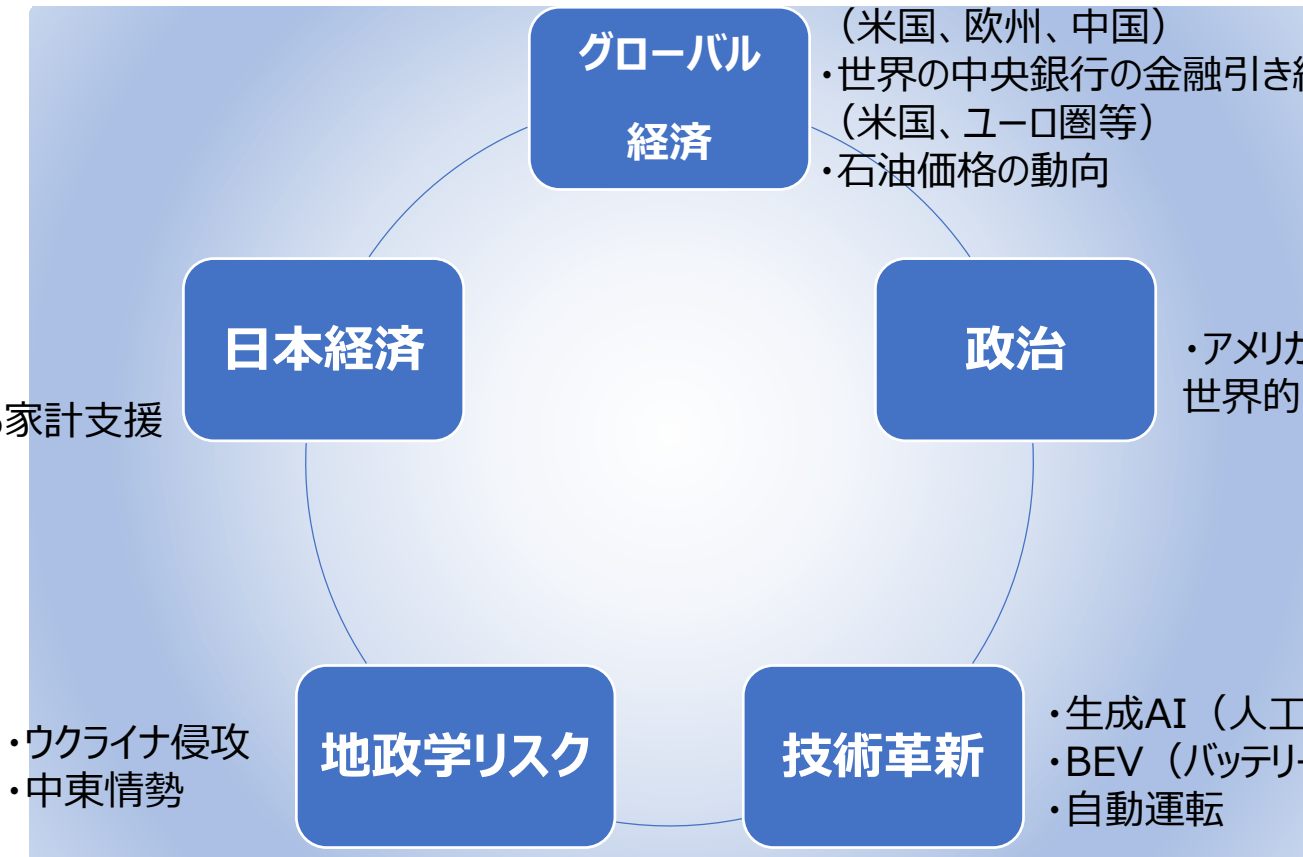 グローバル
経済
（米国、欧州、中国）
・世界の中央銀行の金融引き
（米国、ユーロ圏等）
・石油価格の動向
日本経済
家計支援
政治
・アメリカ
世界的
地政学リスク
・ウクライナ侵攻
・中東情勢
技術革新
・生成AI（人工
・BEV（バッテリー
・自動運転